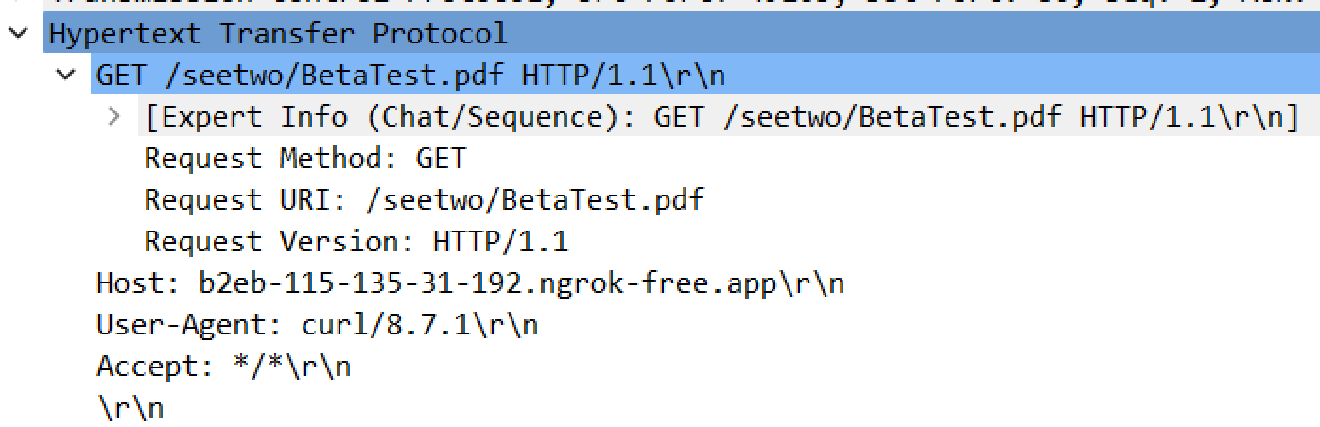 Hypertext Transfer Protocol
GET /seetwo/BetaTest.pdf HTTP/1.1\r\n
[Expert Info (Chat/Sequence): GET /seetwo/BetaTest.pdf HTTP/1.1\r\n]
Request Method: GET
Request URI: /seetwo/BetaTest.pdf
Request Version: HTTP/1.1
Host: b2eb-115-135-31-192.ngrok-free.app\r\n
User-Agent: curl/8.7.1\r\n
Accept: */*\r\n
\r\n